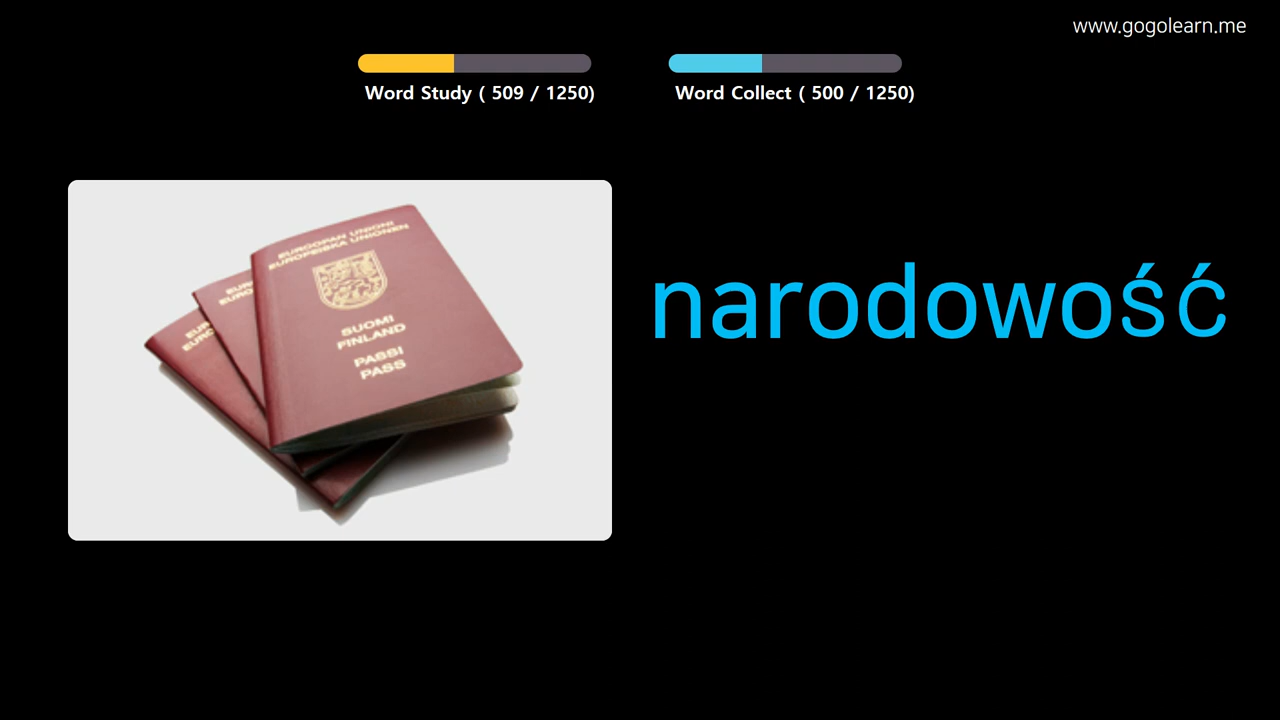 www.gogolearn.me
Word Study ( 509 / 1250)
Word Collect ( 500 / 1250)
narodowość
EUROOPAN UNIONI
EUROPEISKA UNIONEN
SUOMI
FINLAND
PASSI
PASS